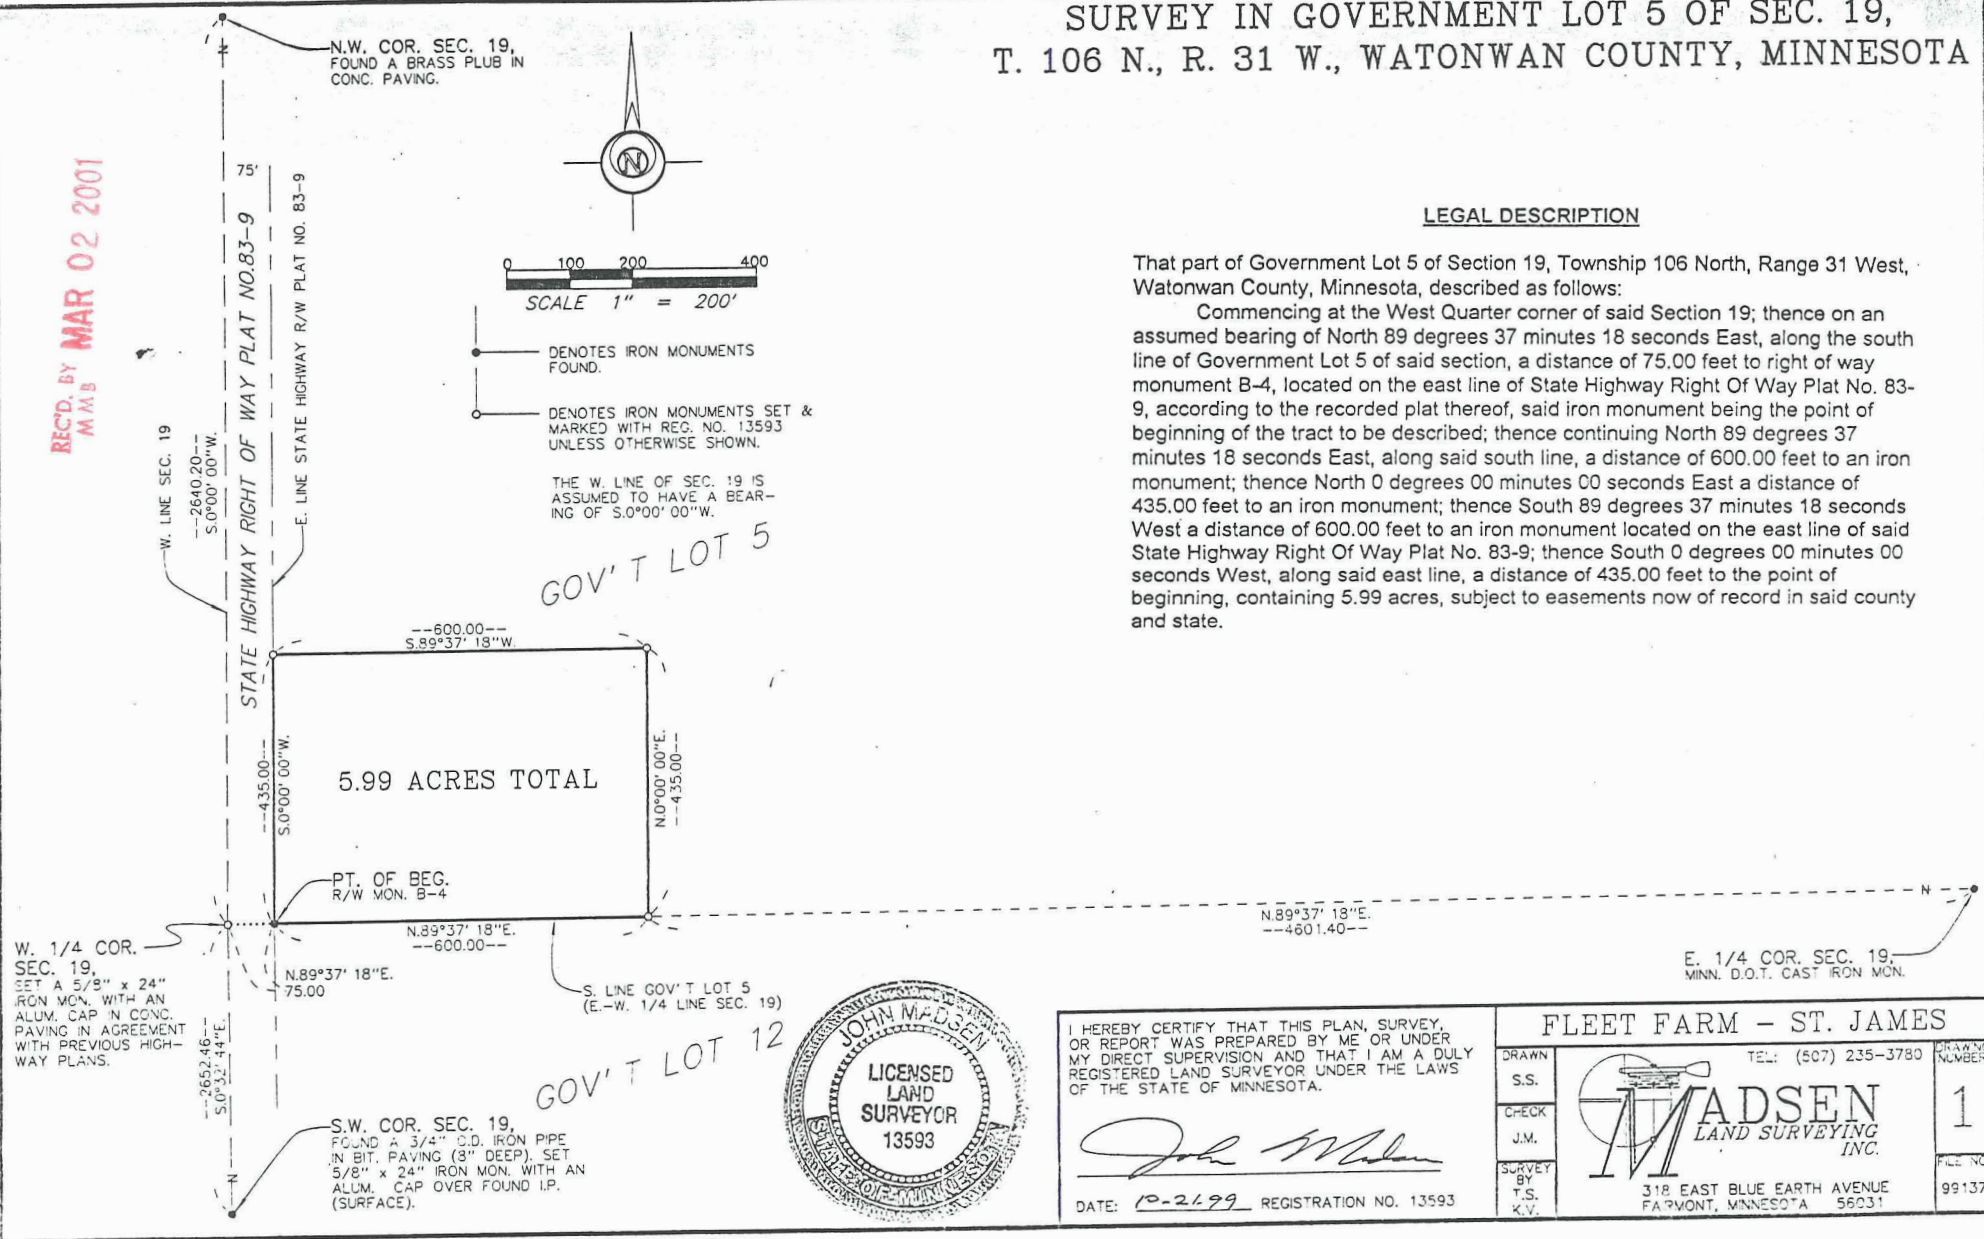 SURVEY IN GOVERNMENT LOT 5 OF SEC. 19,
T. 106 N., R. 31 W., WATONWAN COUNTY, MINNESOTA
N.W. COR. SEC. 19,
FOUND A BRASS PLUB IN
CONC. PAVING.
REC'D. BY MAR 02 2001
MMB
75'
STATE HIGHWAY RIGHT OF WAY PLAT NO.83-9
E. LINE STATE HIGHWAY R/W PLAT NO. 83-9
W. LINE SEC. 19
--2640.20--
S.0°00' 00"W.
N
0 100 200 400
SCALE 1" = 200'
DENOTES IRON MONUMENTS
FOUND.
DENOTES IRON MONUMENTS SET &
MARKED WITH REG. NO. 13593
UNLESS OTHERWISE SHOWN.
THE W. LINE OF SEC. 19 IS
ASSUMED TO HAVE A BEAR-
ING OF S.0°00' 00"W.
GOV'T LOT 5
LEGAL DESCRIPTION
That part of Government Lot 5 of Section 19, Township 106 North, Range 31 West,
Watonwan County, Minnesota, described as follows:
Commencing at the West Quarter corner of said Section 19; thence on an
assumed bearing of North 89 degrees 37 minutes 18 seconds East, along the south
line of Government Lot 5 of said section, a distance of 75.00 feet to right of way
monument B-4, located on the east line of State Highway Right Of Way Plat No. 83-
9, according to the recorded plat thereof, said iron monument being the point of
beginning of the tract to be described; thence continuing North 89 degrees 37
minutes 18 seconds East, along said south line, a distance of 600.00 feet to an iron
monument; thence North 0 degrees 00 minutes 00 seconds East a distance of
435.00 feet to an iron monument; thence South 89 degrees 37 minutes 18 seconds
West a distance of 600.00 feet to an iron monument located on the east line of said
State Highway Right Of Way Plat No. 83-9; thence South 0 degrees 00 minutes 00
seconds West, along said east line, a distance of 435.00 feet to the point of
beginning, containing 5.99 acres, subject to easements now of record in said county
and state.
--600.00--
S.89°37' 18"W.
--435.00--
S.0°00' 00"W.
5.99 ACRES TOTAL
N.0°00' 00"E.
--435.00--
PT. OF BEG.
R/W MON. B-4
N.89°37' 18"E.
--600.00--
N.89°37' 18"E.
--4601.40--
W. 1/4 COR.
SEC. 19,
SET A 5/8" x 24"
IRON MON. WITH AN
ALUM. CAP IN CONC.
PAVING IN AGREEMENT
WITH PREVIOUS HIGH-
WAY PLANS.
N.89°37' 18"E.
75.00
S. LINE GOV'T LOT 5
(E.-W. 1/4 LINE SEC. 19)
E. 1/4 COR. SEC. 19,
MINN. D.O.T. CAST IRON MON.
GOV'T LOT 12
--2652.46--
S.0°32' 44"E.
S.W. COR. SEC. 19,
FOUND A 3/4" O.D. IRON PIPE
IN BIT. PAVING (8" DEEP). SET
5/8" x 24" IRON MON. WITH AN
ALUM. CAP OVER FOUND I.P.
(SURFACE).
JOHN MADSEN
LICENSED
LAND
SURVEYOR
13593
STATE OF MINNESOTA
I HEREBY CERTIFY THAT THIS PLAN, SURVEY,
OR REPORT WAS PREPARED BY ME OR UNDER
MY DIRECT SUPERVISION AND THAT I AM A DULY
REGISTERED LAND SURVEYOR UNDER THE LAWS
OF THE STATE OF MINNESOTA.
John Madsen
DATE: 10-21-99 REGISTRATION NO. 13593
FLEET FARM - ST. JAMES
DRAWN
S.S.
CHECK
J.M.
SURVEY
BY
T.S.
K.V.
TEL: (507) 235-3780
MADSEN
LAND SURVEYING
INC.
318 EAST BLUE EARTH AVENUE
FAIRMONT, MINNESOTA 56031
DRAWING
NUMBER
1
FILE NO
99137